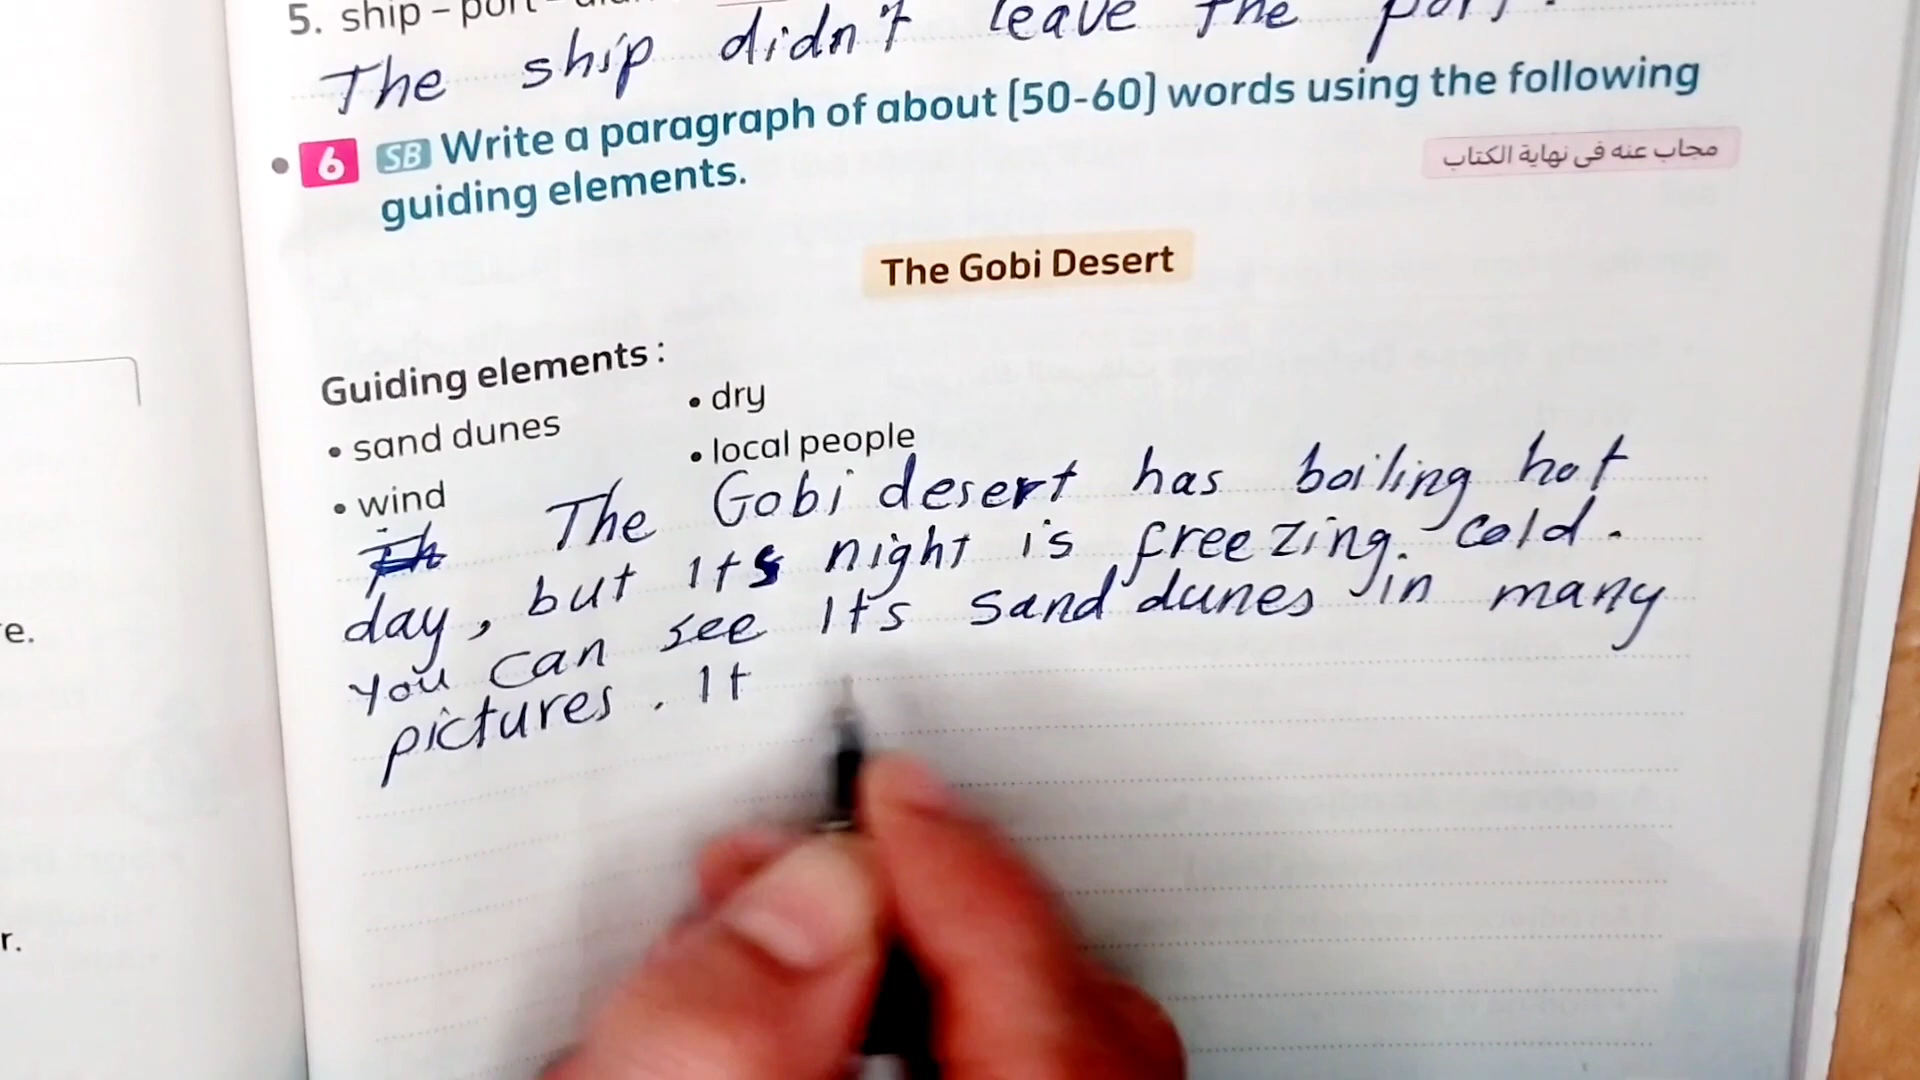 5. ship – port –
The ship didn't leave the port.
6 SB Write a paragraph of about (50-60) words using the following
guiding elements.
مجاب عنه فى نهاية الكتاب
The Gobi Desert
Guiding elements :
• sand dunes
• dry
• local people
• wind
The Gobi desert has boiling hot
day, but Its night is freezing. cold.
You can see It's sand dunes in many
pictures. It
e.
r.